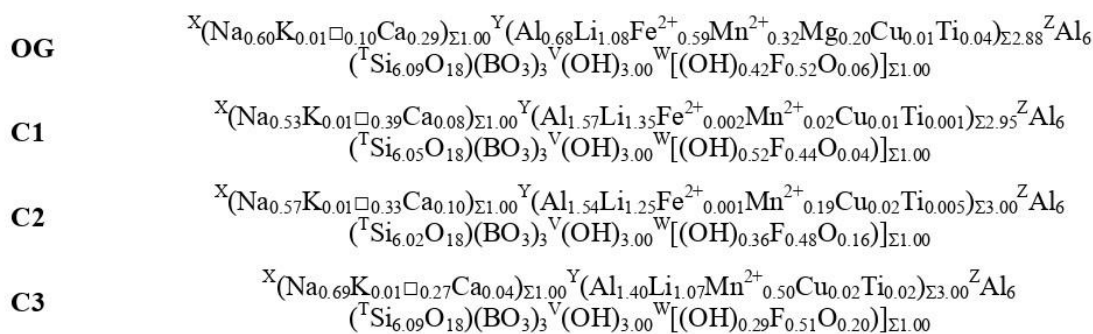 OG
ˣ(Na₀.₆₀K₀.₀₁□₀.₁₀Ca₀.₂₉)Σ₁.₀₀ ʸ(Al₀.₆₈Li₁.₀₈Fe²⁺₀.₅₉Mn²⁺₀.₃₂Mg₀.₂₀Cu₀.₀₁Ti₀.₀₄)Σ₂.₈₈ ᶻAl₆
(ᵀSi₆.₀₉O₁₈)(BO₃)₃ ⱽ(OH)₃.₀₀ ᵂ[(OH)₀.₄₂F₀.₅₂O₀.₀₆)]Σ₁.₀₀
C1
ˣ(Na₀.₅₃K₀.₀₁□₀.₃₉Ca₀.₀₈)Σ₁.₀₀ ʸ(Al₁.₅₇Li₁.₃₅Fe²⁺₀.₀₀₂Mn²⁺₀.₀₂Cu₀.₀₁Ti₀.₀₀₁)Σ₂.₉₅ ᶻAl₆
(ᵀSi₆.₀₅O₁₈)(BO₃)₃ ⱽ(OH)₃.₀₀ ᵂ[(OH)₀.₅₂F₀.₄₄O₀.₀₄)]Σ₁.₀₀
C2
ˣ(Na₀.₅₇K₀.₀₁□₀.₃₃Ca₀.₁₀)Σ₁.₀₀ ʸ(Al₁.₅₄Li₁.₂₅Fe²⁺₀.₀₀₁Mn²⁺₀.₁₉Cu₀.₀₂Ti₀.₀₀₅)Σ₃.₀₀ ᶻAl₆
(ᵀSi₆.₀₂O₁₈)(BO₃)₃ ⱽ(OH)₃.₀₀ ᵂ[(OH)₀.₃₆F₀.₄₈O₀.₁₆)]Σ₁.₀₀
C3
ˣ(Na₀.₆₉K₀.₀₁□₀.₂₇Ca₀.₀₄)Σ₁.₀₀ ʸ(Al₁.₄₀Li₁.₀₇Mn²⁺₀.₅₀Cu₀.₀₂Ti₀.₀₂)Σ₃.₀₀ ᶻAl₆
(ᵀSi₆.₀₉O₁₈)(BO₃)₃ ⱽ(OH)₃.₀₀ ᵂ[(OH)₀.₂₉F₀.₅₁O₀.₂₀)]Σ₁.₀₀